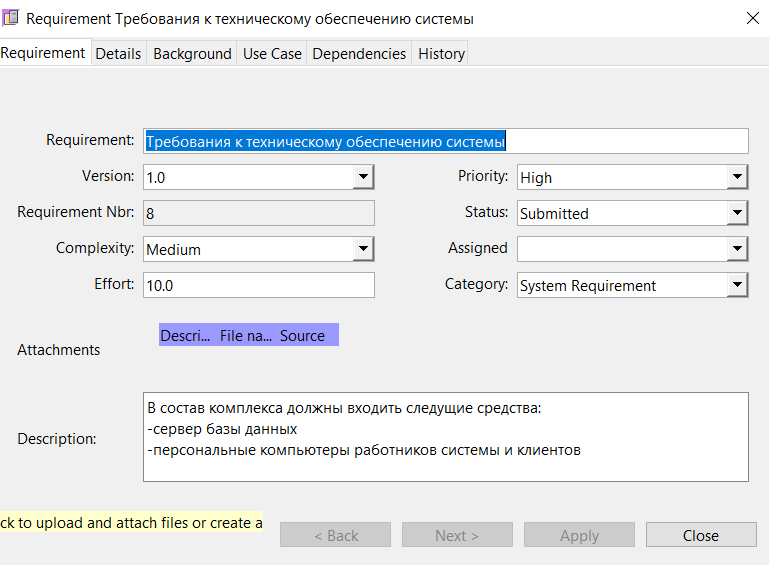 Requirement Требования к техническому обеспечению системы
Requirement Details Background Use Case Dependencies History
Requirement: Требования к техническому обеспечению системы
Version: 1.0 Priority: High
Requirement Nbr: 8 Status: Submitted
Complexity: Medium Assigned
Effort: 10.0 Category: System Requirement
Attachments Descri... File na... Source
Description: В состав комплекса должны входить следущие средства:
-сервер базы данных
-персональные компьютеры работников системы и клиентов
ck to upload and attach files or create a
< Back Next > Apply Close